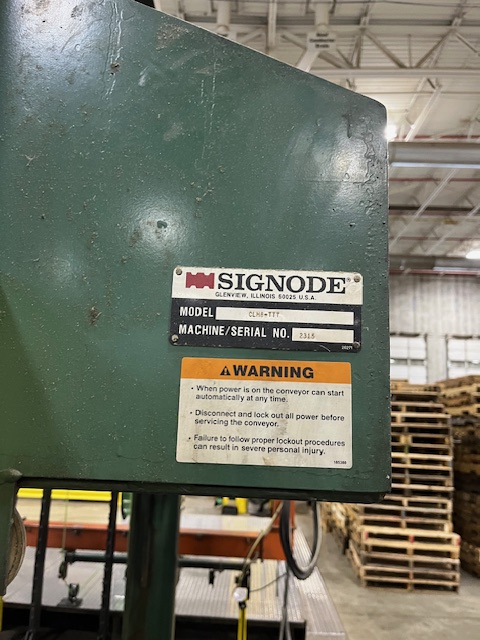 SIGNODE®
GLENVIEW, ILLINOIS 60025 U.S.A.
MODEL CLH8-TTT
MACHINE/SERIAL NO. 2315
WARNING
• When power is on the conveyor can start
automatically at any time.
• Disconnect and lock out all power before
servicing the conveyor.
• Failure to follow proper lockout procedures
can result in severe personal injury.